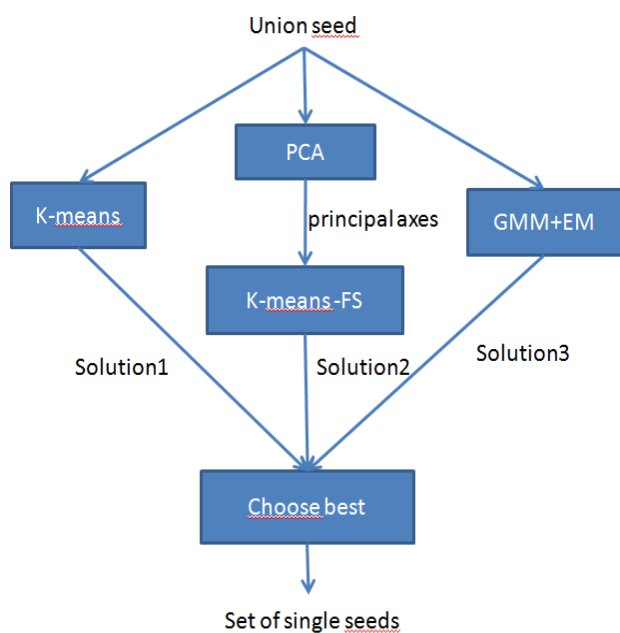 Union seed
PCA
K-means
GMM+EM
principal axes
K-means-FS
Solution1
Solution2
Solution3
Choose best
Set of single seeds